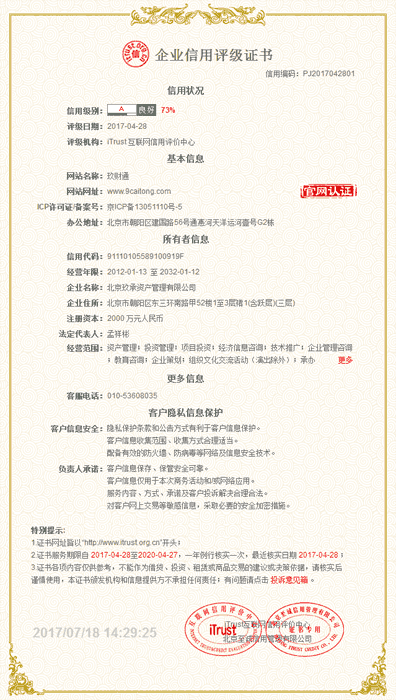 企业信用评级证书
信用编码：PJ2017042801
信用状况
信用级别： A 良好 73%
评级日期： 2017-04-28
评级机构： iTrust互联网信用评价中心
基本信息
网站名称： 玖财通
网站网址： www.9caitong.com
官网认证
ICP许可证/备案号： 京ICP备13051110号-5
办公地址： 北京市朝阳区建国路56号通惠河天洋运河壹号G2栋
所有者信息
信用代码： 91110105589100919F
经营年限： 2012-01-13 至 2032-01-12
企业名称： 北京玖承资产管理有限公司
企业住所： 北京市朝阳区东三环南路甲52楼1至3层猪1(含跃层)(三层)
注册资本： 2000 万元人民币
法定代表人： 孟祥彬
经营范围： 资产管理；投资管理；项目投资；经济信息咨询；技术推广；企业管理咨询
；教育咨询；企业策划；组织文化交流活动（演出除外）；承办 更多
更多信息
客服电话： 010-53608035
客户隐私信息保护
客户信息安全： 隐私保护条款和公告方式有利于客户信息保护。
客户信息收集范围、收集方式合理适当。
配备有效的防火墙、防病毒等网络及信息安全技术。
负责人承诺： 客户信息保存、保管安全可靠。
客户信息仅用于本次商务活动和/或网络应用。
服务内容、方式、承诺及客户投诉解决合理合法。
对客户网上交易等敏感信息，采取必要的安全加密措施。
特别提示:
1.证书网址皆以"http://www.itrust.org.cn"开头；
2.证书服务期限自 2017-04-28至2020-04-27，一年例行核实一次，最近核实日期 2017-04-28；
3.证书各项内容仅供参考，不能作为借贷、投资、租赁或商品交易的建议或决策依据，请核实后
谨慎使用，本证书颁发机构和信息提供方不承担任何责任；有问题请点击 投诉意见箱 。
iTrust互联网信用评价中心
2017/07/18 14:29:25
iTrust
证书专用